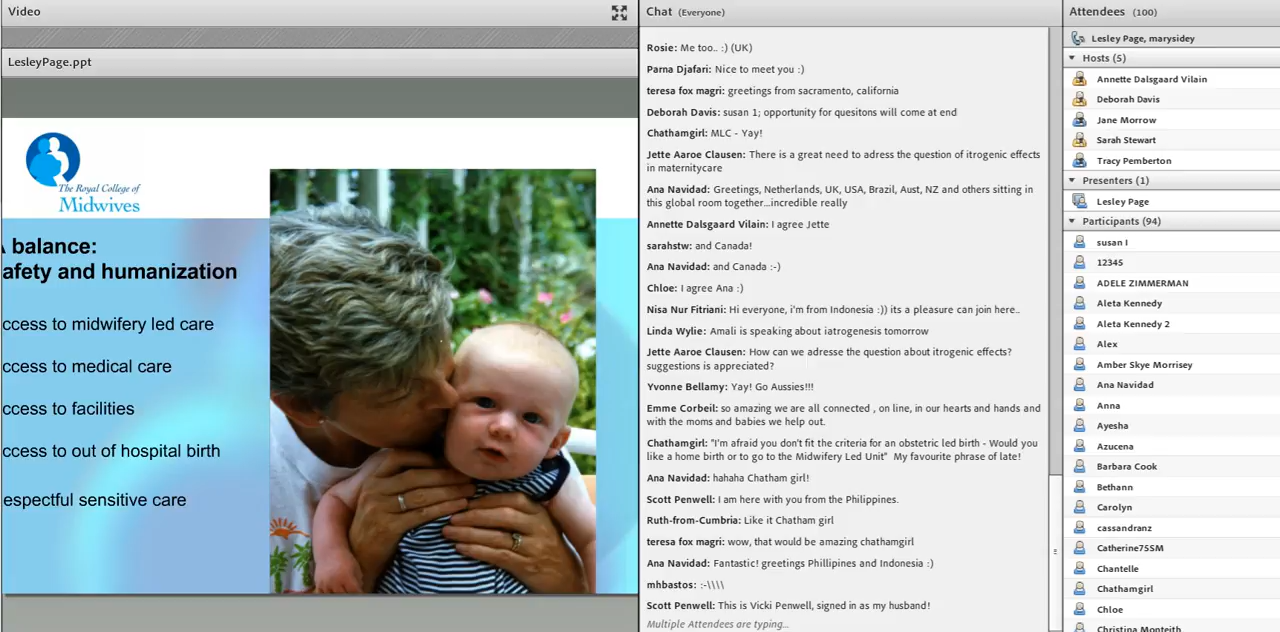 Video
LesleyPage.ppt
The Royal College of
Midwives
A balance:
afety and humanization
ccess to midwifery led care
ccess to medical care
ccess to facilities
ccess to out of hospital birth
espectful sensitive care
Chat (Everyone)
Rosie: Me too.. :) (UK)
Parna Djafari: Nice to meet you :)
teresa fox magri: greetings from sacramento, california
Deborah Davis: susan 1; opportunity for quesitons will come at end
Chathamgirl: MLC - Yay!
Jette Aaroe Clausen: There is a great need to adress the question of itrogenic effects
in maternitycare
Ana Navidad: Greetings, Netherlands, UK, USA, Brazil, Aust, NZ and others sitting in
this global room together...incredible really
Annette Dalsgaard Vilain: I agree Jette
sarahstw: and Canada!
Ana Navidad: and Canada :-)
Chloe: I agree Ana :)
Nisa Nur Fitriani: Hi everyone, i'm from Indonesia :)) its a pleasure can join here..
Linda Wylie: Amali is speaking about iatrogenesis tomorrow
Jette Aaroe Clausen: How can we adresse the question about itrogenic effects?
suggestions is appreciated?
Yvonne Bellamy: Yay! Go Aussies!!!
Emme Corbeil: so amazing we are all connected , on line, in our hearts and hands and
with the moms and babies we help out.
Chathamgirl: "I'm afraid you don't fit the criteria for an obstetric led birth - Would you
like a home birth or to go to the Midwifery Led Unit" My favourite phrase of late!
Ana Navidad: hahaha Chatham girl!
Scott Penwell: I am here with you from the Philippines.
Ruth-from-Cumbria: Like it Chatham girl
teresa fox magri: wow, that would be amazing chathamgirl
Ana Navidad: Fantastic! greetings Phillipines and Indonesia :)
mhbastos: :-\\\\
Scott Penwell: This is Vicki Penwell, signed in as my husband!
Multiple Attendees are typing...
Attendees (100)
Lesley Page, marysidey
Hosts (5)
Annette Dalsgaard Vilain
Deborah Davis
Jane Morrow
Sarah Stewart
Tracy Pemberton
Presenters (1)
Lesley Page
Participants (94)
susan I
12345
ADELE ZIMMERMAN
Aleta Kennedy
Aleta Kennedy 2
Alex
Amber Skye Morrisey
Ana Navidad
Anna
Ayesha
Azucena
Barbara Cook
Bethann
Carolyn
cassandranz
Catherine75SM
Chantelle
Chathamgirl
Chloe
Christina Monteith